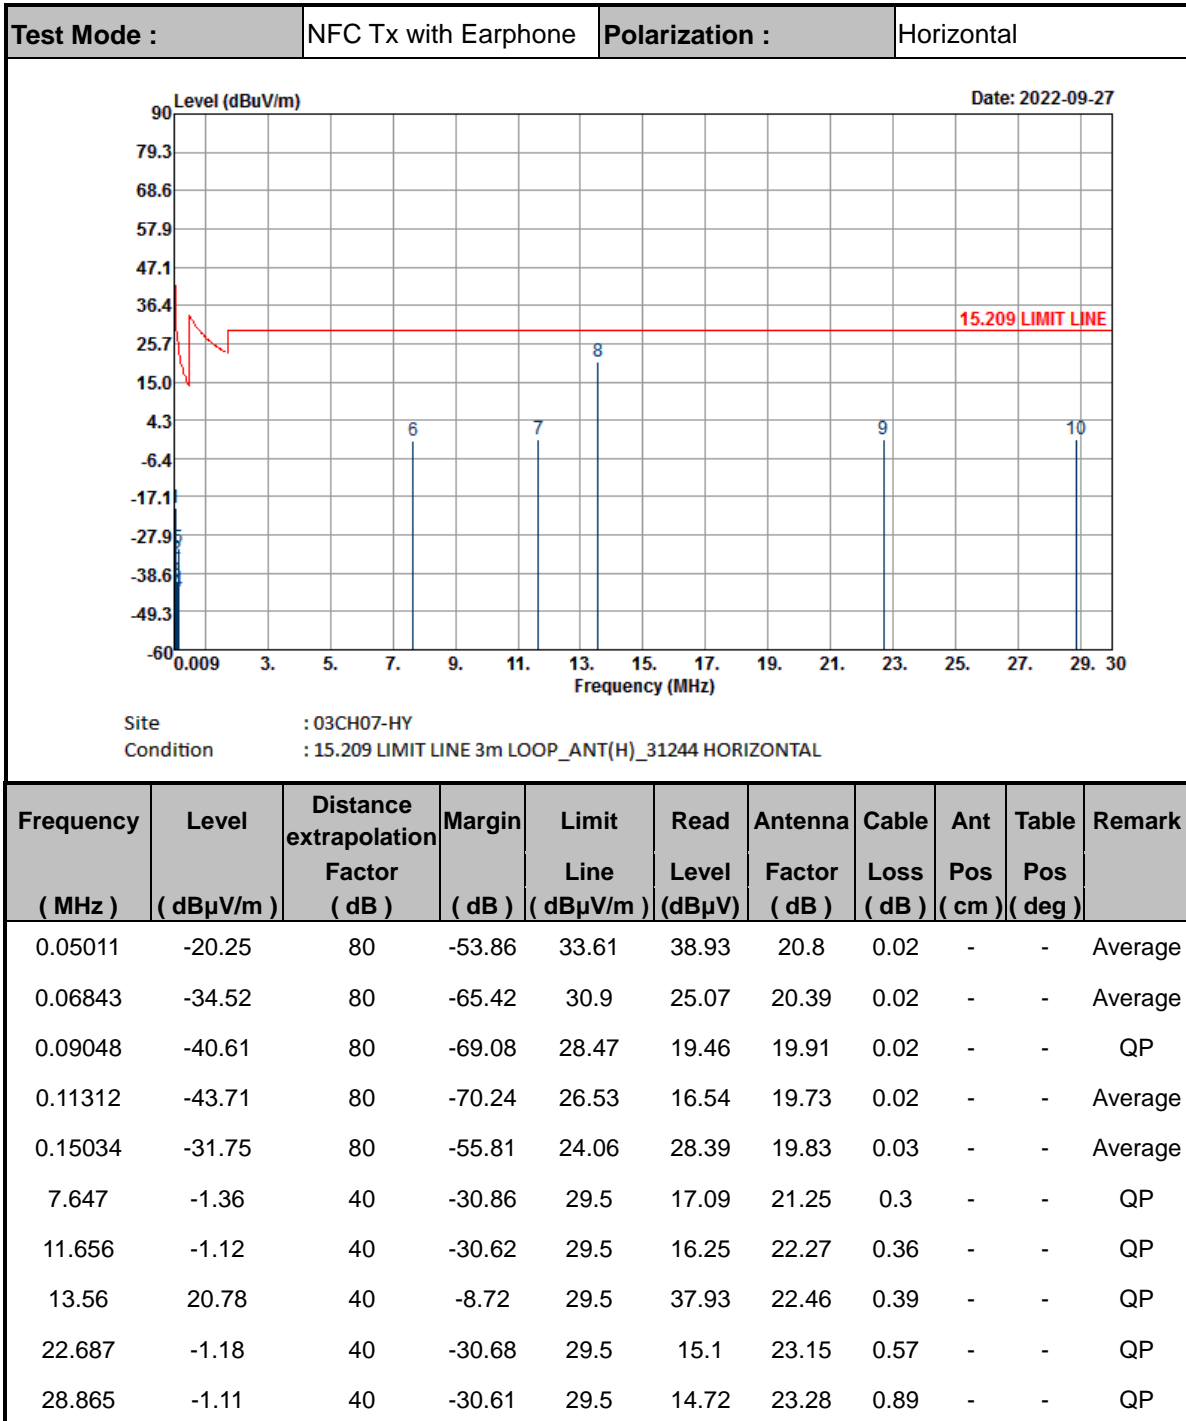 Test Mode : NFC Tx with Earphone Polarization : Horizontal
Level (dBuV/m) Date: 2022-09-27
90
79.3
68.6
57.9
47.1
36.4
15.209 LIMIT LINE
25.7
8
15.0
4.3
6 7 9 10
-6.4
-17.1
-27.9
-38.6
-49.3
-60
0.009 3. 5. 7. 9. 11. 13. 15. 17. 19. 21. 23. 25. 27. 29. 30
Frequency (MHz)
Site : 03CH07-HY
Condition : 15.209 LIMIT LINE 3m LOOP_ANT(H)_31244 HORIZONTAL
Frequency Level Distance extrapolation Margin Limit Read Antenna Cable Ant Table Remark
Factor Line Level Factor Loss Pos Pos
( MHz ) ( dBµV/m ) ( dB ) ( dB ) ( dBµV/m ) (dBµV) ( dB ) ( dB ) ( cm ) ( deg )
0.05011 -20.25 80 -53.86 33.61 38.93 20.8 0.02 - - Average
0.06843 -34.52 80 -65.42 30.9 25.07 20.39 0.02 - - Average
0.09048 -40.61 80 -69.08 28.47 19.46 19.91 0.02 - - QP
0.11312 -43.71 80 -70.24 26.53 16.54 19.73 0.02 - - Average
0.15034 -31.75 80 -55.81 24.06 28.39 19.83 0.03 - - Average
7.647 -1.36 40 -30.86 29.5 17.09 21.25 0.3 - - QP
11.656 -1.12 40 -30.62 29.5 16.25 22.27 0.36 - - QP
13.56 20.78 40 -8.72 29.5 37.93 22.46 0.39 - - QP
22.687 -1.18 40 -30.68 29.5 15.1 23.15 0.57 - - QP
28.865 -1.11 40 -30.61 29.5 14.72 23.28 0.89 - - QP